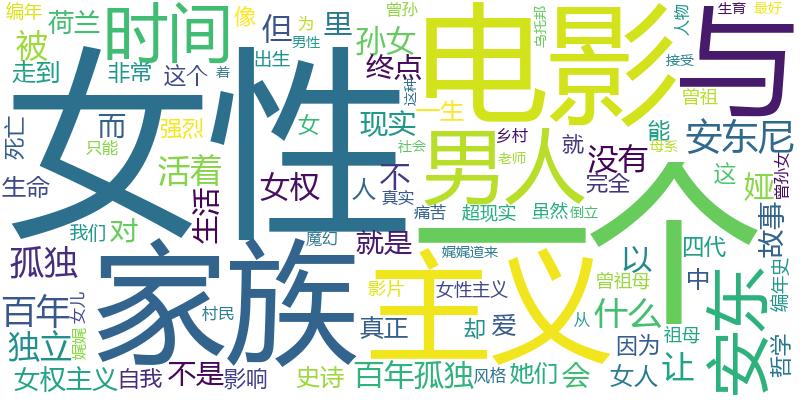 编年 荷兰 时间 像 但 为 男性 里 曾孙 电影 与 乌托邦 人物 生育 最好
被 走到 非常 这个 出生 着 孙女 终点 这种 接受 曾祖
死亡 而 强烈 女 现实 一生 男人 乡村 就 能 母系 安东尼
只能 女性 社会 老师 没有 一个
生命 活着 生活 女权 人 不 真实 完全 这 娅 曾孙女
我们 对 魔幻 痛苦 超现实 虽然 倒立 故事
孤独 家族 就是 娓娓道来 主义 以 四代 中 编年史
百年 女儿 村民 影片 女性主义 曾祖母 安东
独立 娓娓 真正 却 爱 从 什么 因为 祖母 让 哲学
女权主义 自我 不是 影响 史诗 百年孤独 风格 她们 会 女人